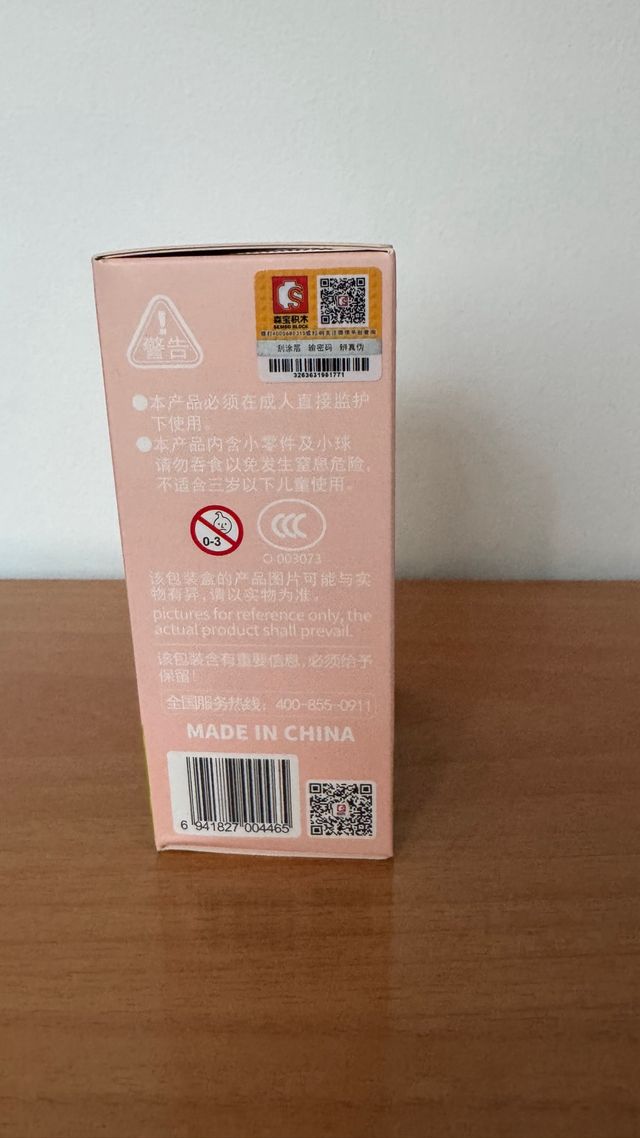 森宝积木
SEMBO BLOCK
刮涂层 输密码 辨真伪
3263631981771
警告
●本产品必须在成人直接监护
下使用。
●本产品内含小零件及小球
请勿吞食以免发生窒息危险,
不适合三岁以下儿童使用。
0-3
CCC
C-003073
该包装盒的产品图片可能与实
物有异,请以实物为准。
pictures for reference only, the
actual product shall prevail.
该包装含有重要信息,必须给予
保留!
全国服务热线: 400-855-0911
MADE IN CHINA
6 941827 004465